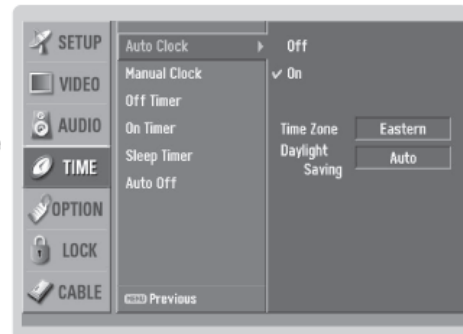 SETUP
VIDEO
AUDIO
TIME
OPTION
LOCK
CABLE
Auto Clock
Manual Clock
Off Timer
On Timer
Sleep Timer
Auto Off
MENU Previous
Off
✓ On
Time Zone Eastern
Daylight Saving Auto